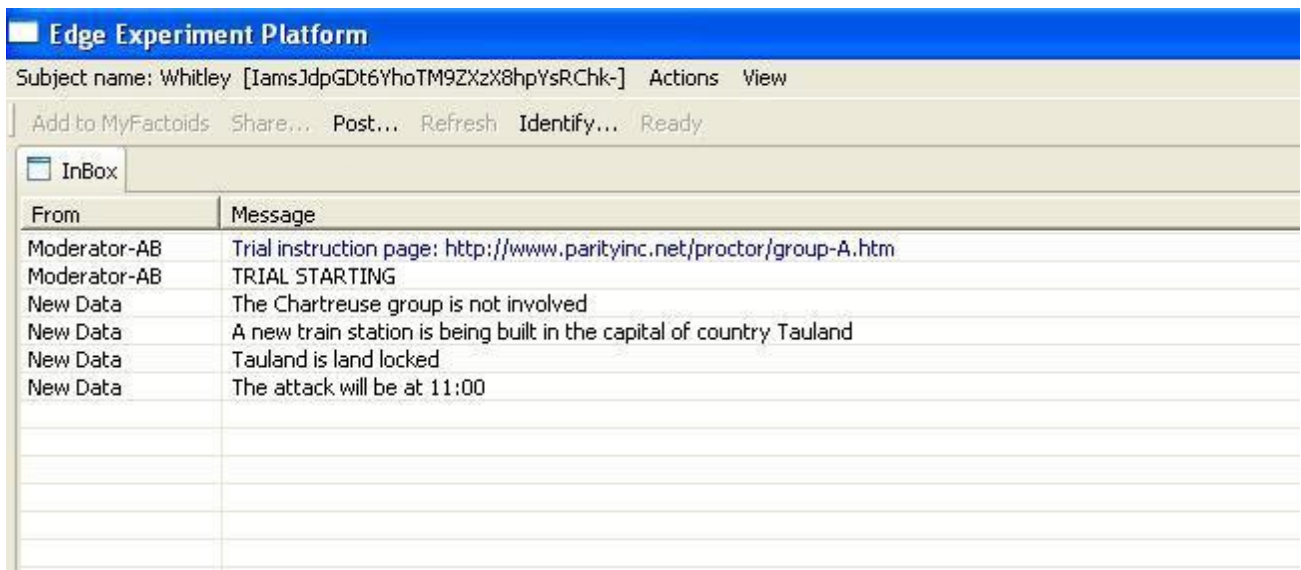 Edge Experiment Platform
Subject name: Whitley [IamsJdpGDt6YhoTM9ZXzX8hpYsRChk-] Actions View
Add to MyFactoids Share... Post... Refresh Identify... Ready
InBox
From Message
Moderator-AB Trial instruction page: http://www.parityinc.net/proctor/group-A.htm
Moderator-AB TRIAL STARTING
New Data The Chartreuse group is not involved
New Data A new train station is being built in the capital of country Tauland
New Data Tauland is land locked
New Data The attack will be at 11:00